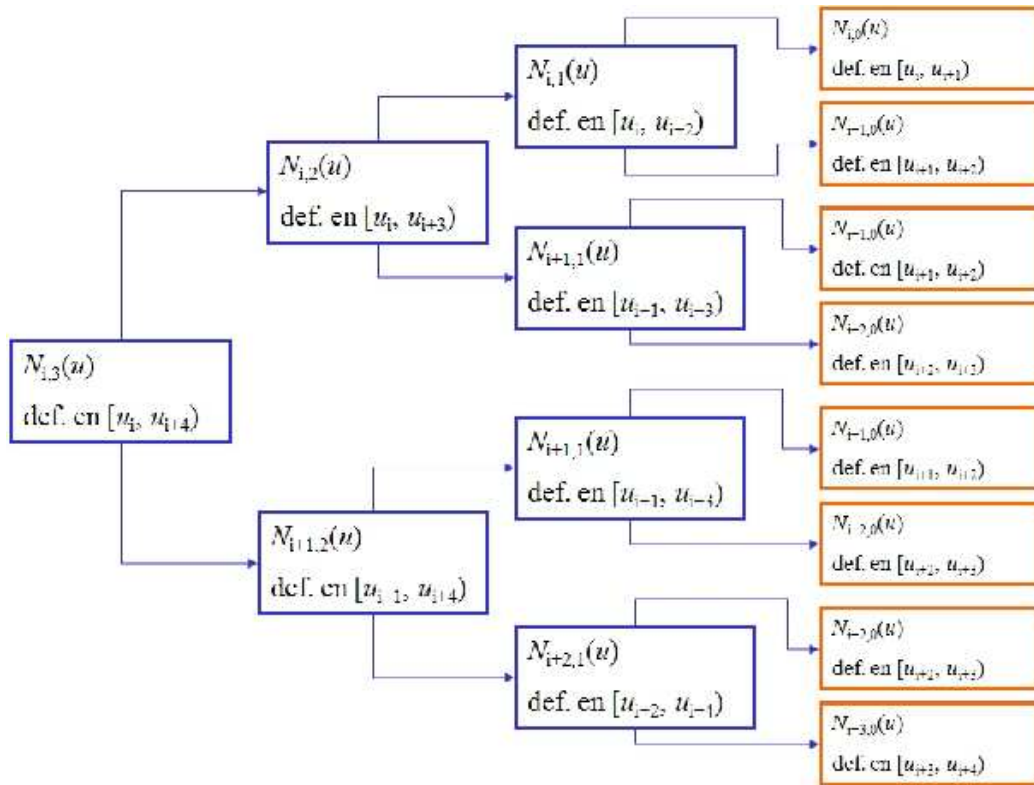 N_{i,3}(u)
def. en [u_i, u_{i+4})
N_{i,2}(u)
def. en [u_i, u_{i+3})
N_{i+1,2}(u)
def. en [u_{i+1}, u_{i+4})
N_{i,1}(u)
def. en [u_i, u_{i+2})
N_{i+1,1}(u)
def. en [u_{i+1}, u_{i+3})
N_{i+1,1}(u)
def. en [u_{i+1}, u_{i+3})
N_{i+2,1}(u)
def. en [u_{i+2}, u_{i+4})
N_{i,0}(u)
def. en [u_i, u_{i+1})
N_{i+1,0}(u)
def. en [u_{i+1}, u_{i+2})
N_{i+1,0}(u)
def. en [u_{i+1}, u_{i+2})
N_{i+2,0}(u)
def. en [u_{i+2}, u_{i+3})
N_{i+1,0}(u)
def. en [u_{i+1}, u_{i+2})
N_{i+2,0}(u)
def. en [u_{i+2}, u_{i+3})
N_{i+2,0}(u)
def. en [u_{i+2}, u_{i+3})
N_{i+3,0}(u)
def. en [u_{i+3}, u_{i+4})